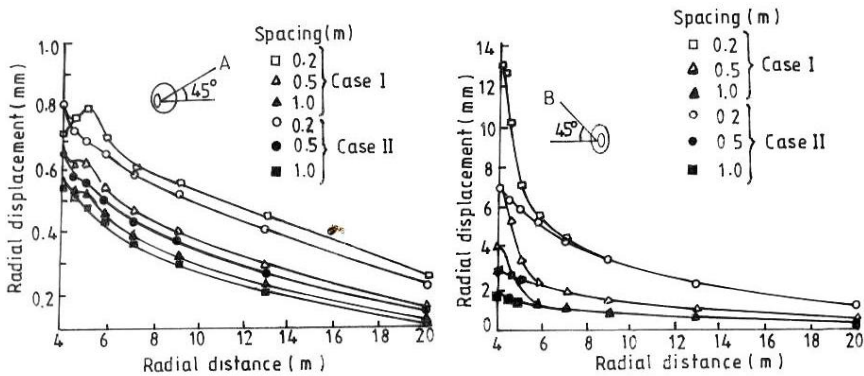 Spacing (m)
0.2
0.5
1.0
Case I
0.2
0.5
1.0
Case II
A
45°
1.0
0.8
0.6
0.4
0.2
Radial displacement (mm)
4 6 8 10 12 14 16 18 20
Radial distance (m)
Spacing (m)
0.2
0.5
1.0
Case I
0 2
0 5
1.0
Case II
B
45°
14
12
10
8
6
4
2
0
Radial displacement (mm)
4 6 8 10 12 14 16 18 20
Radial distance (m)